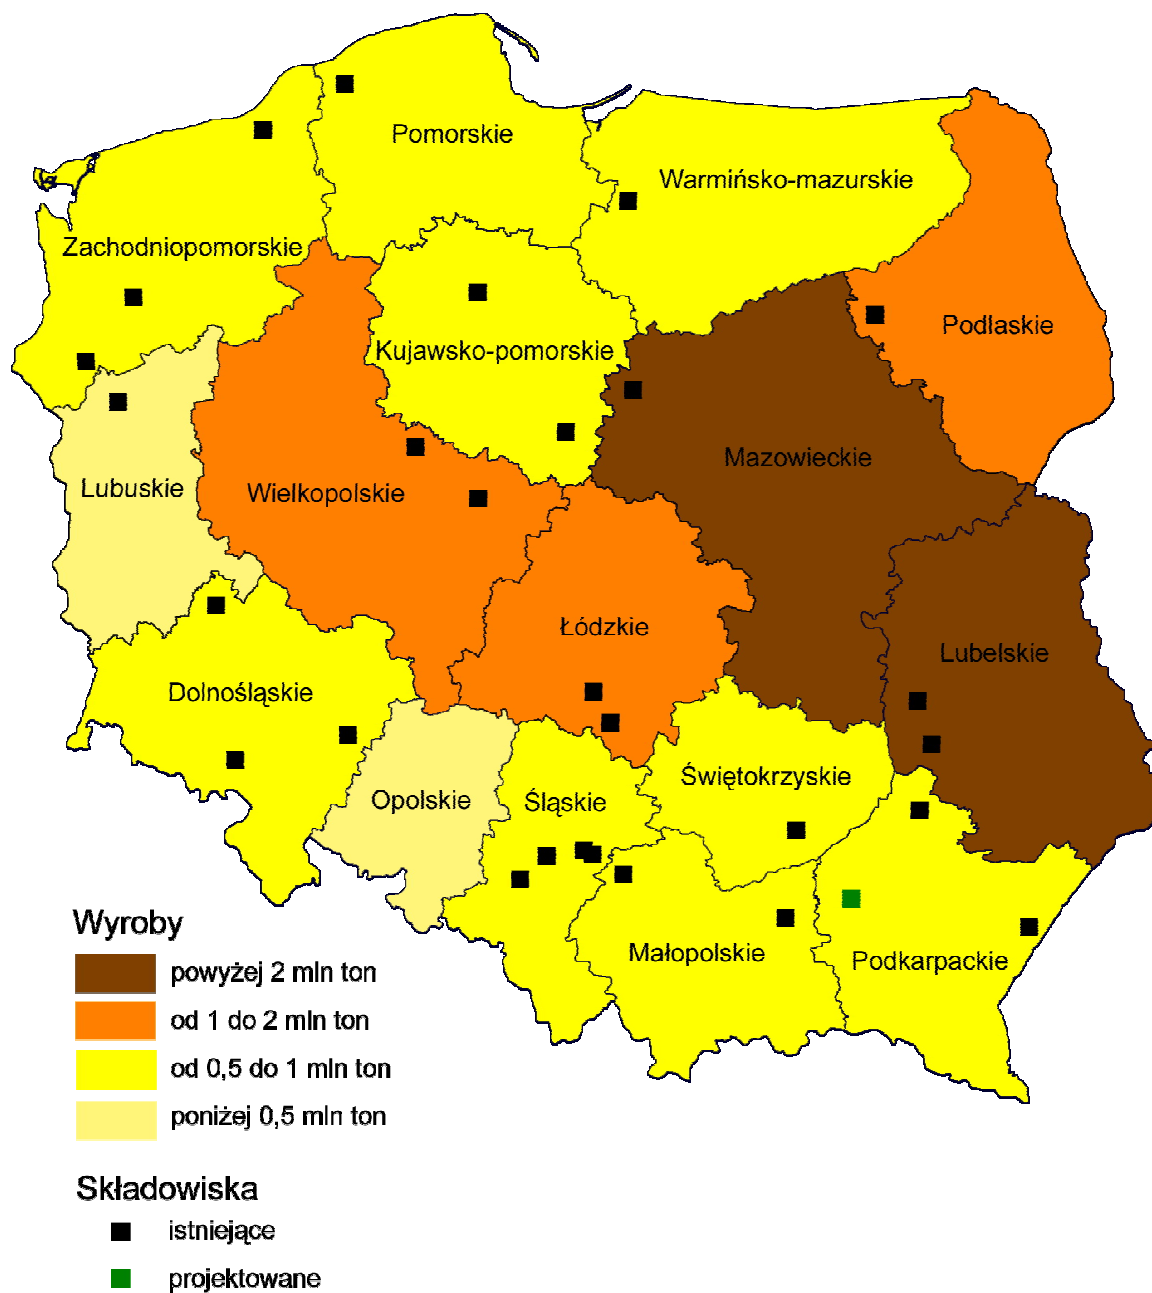 Pomorskie
Warmińsko-mazurskie
Zachodniopomorskie
Podlaskie
Kujawsko-pomorskie
Mazowieckie
Lubuskie
Wielkopolskie
Łódzkie
Lubelskie
Dolnośląskie
Świętokrzyskie
Opolskie
Śląskie
Małopolskie
Podkarpackie
Wyroby
powyżej 2 mln ton
od 1 do 2 mln ton
od 0,5 do 1 mln ton
poniżej 0,5 mln ton
Składowiska
istniejące
projektowane